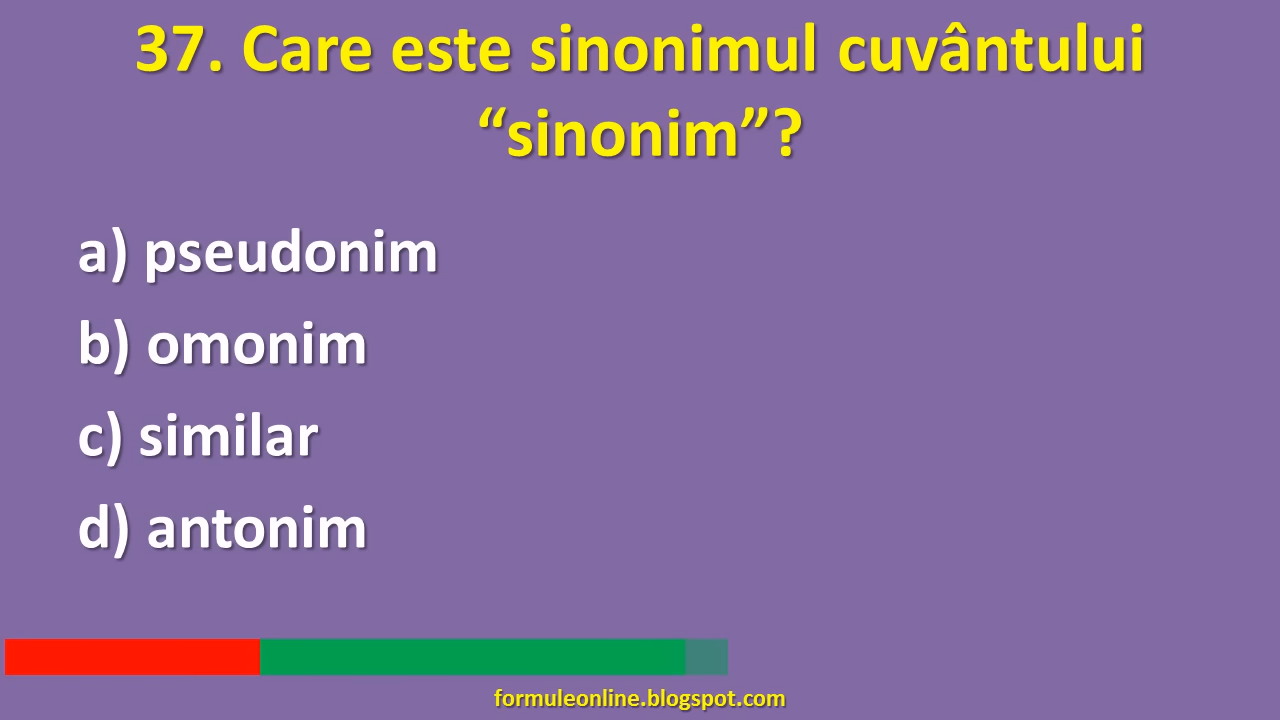 37. Care este sinonimul cuvântului
“sinonim”?
a) pseudonim
b) omonim
c) similar
d) antonim
formuleonline.blogspot.com